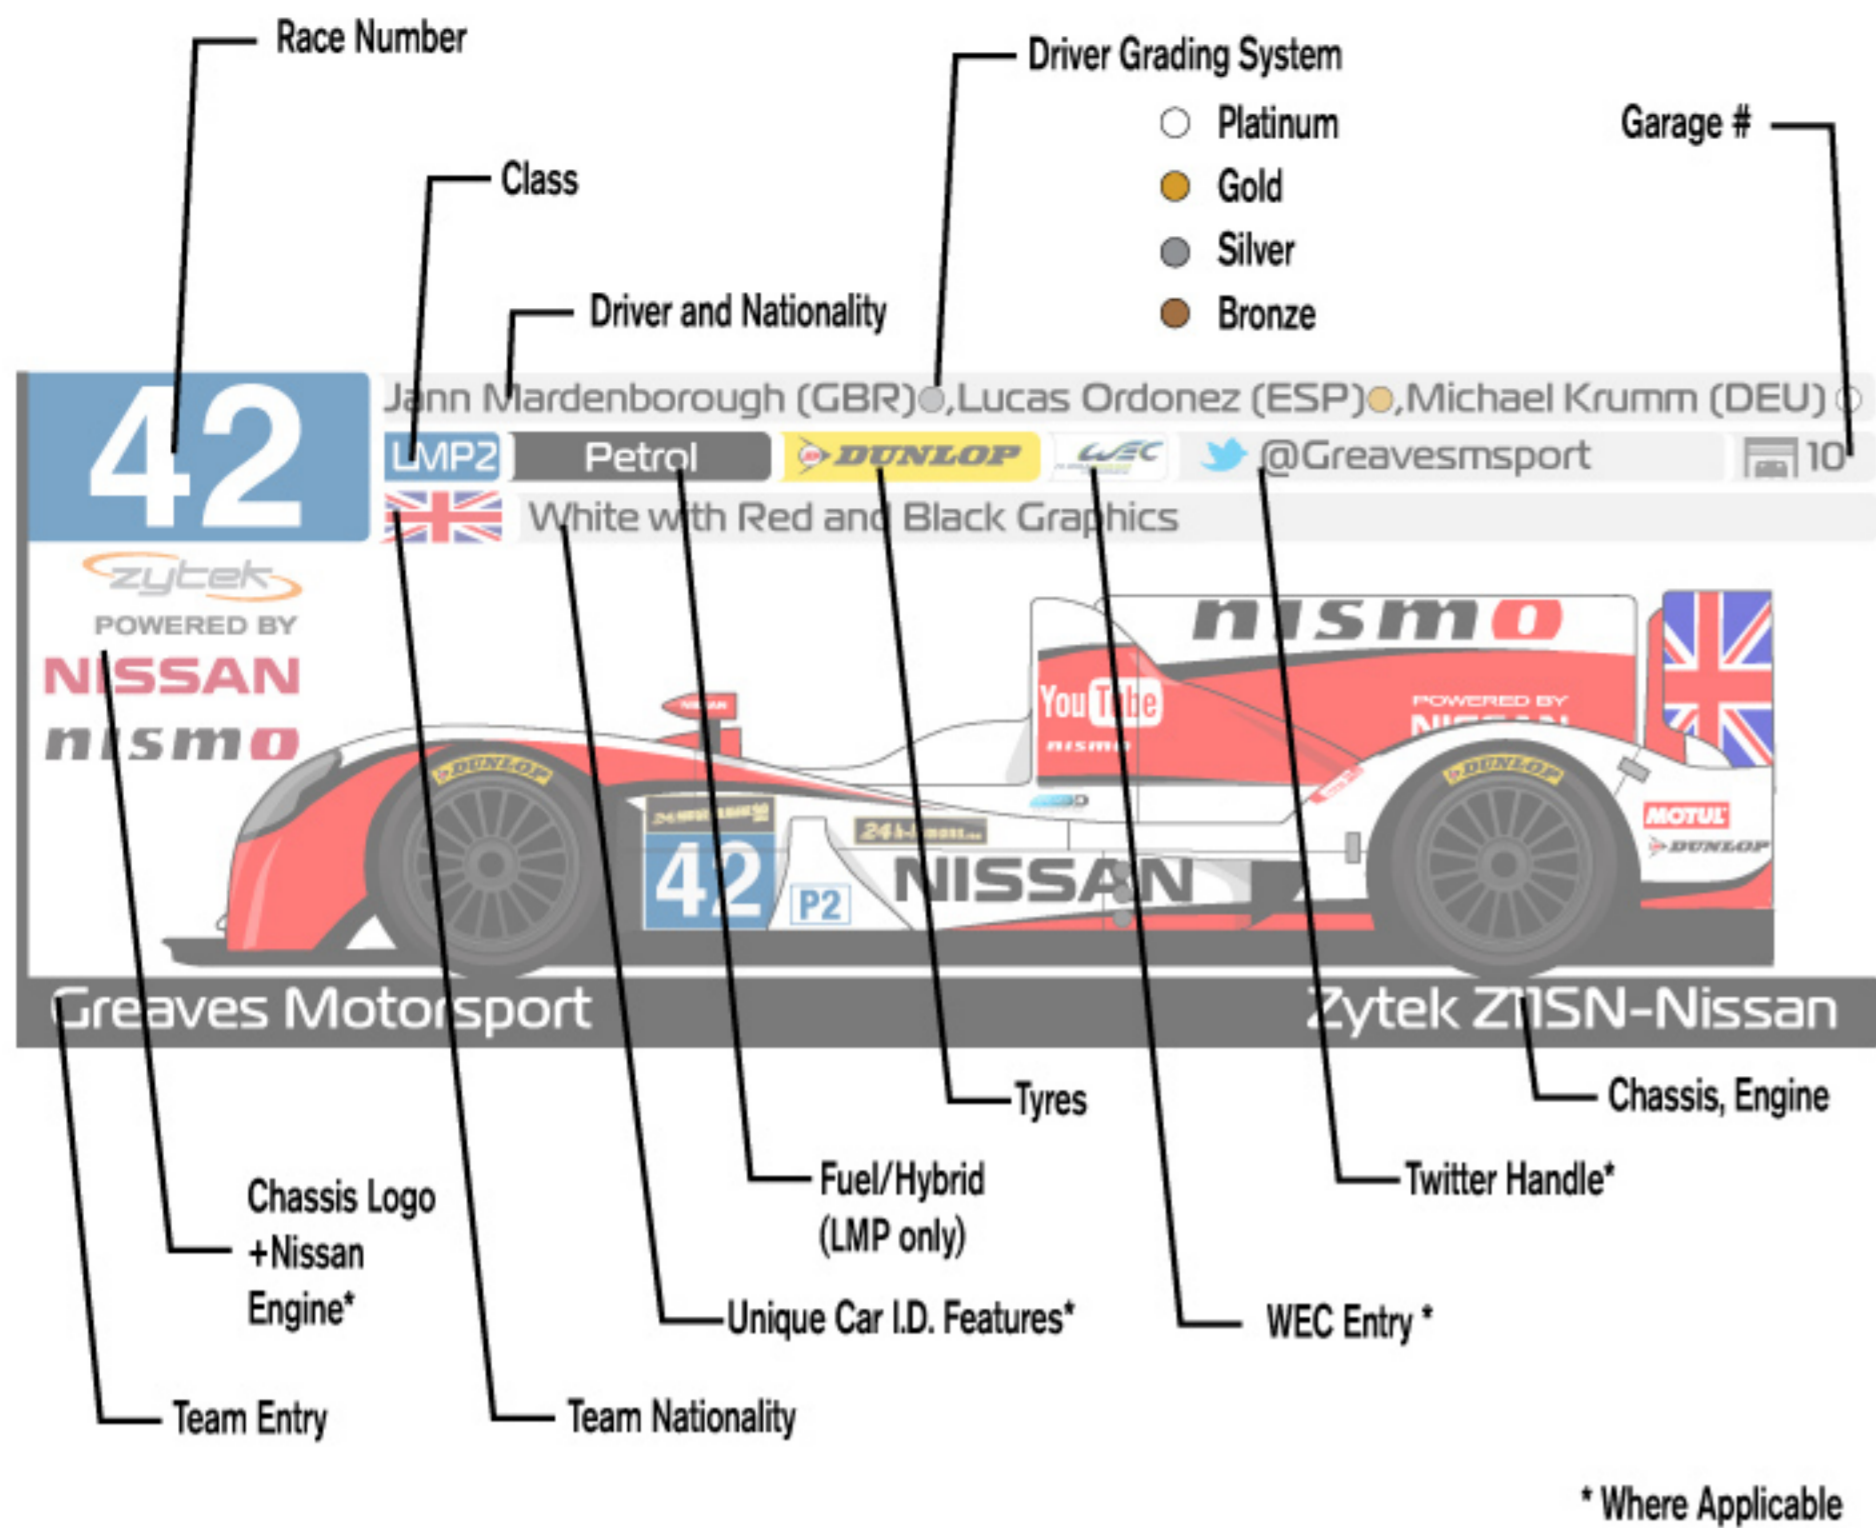 Race Number
Driver Grading System
Platinum
Garage #
Class
Gold
Silver
Driver and Nationality
Bronze
42
Jann Mardenborough (GBR), Lucas Ordonez (ESP), Michael Krumm (DEU)
LMP2 Petrol DUNLOP WEC @Greavesmsport 10
White with Red and Black Graphics
zytek
POWERED BY
NISSAN
nismo
nismo
YouTube
nismo
POWERED BY
NISSAN
NISSAN
DUNLOP
DUNLOP
MOTUL
DUNLOP
42
P2
NISSAN
Greaves Motorsport
Zytek Z11SN-Nissan
Tyres
Chassis, Engine
Fuel/Hybrid
(LMP only)
Twitter Handle*
Chassis Logo
+Nissan
Engine*
Unique Car I.D. Features*
WEC Entry *
Team Entry
Team Nationality
* Where Applicable